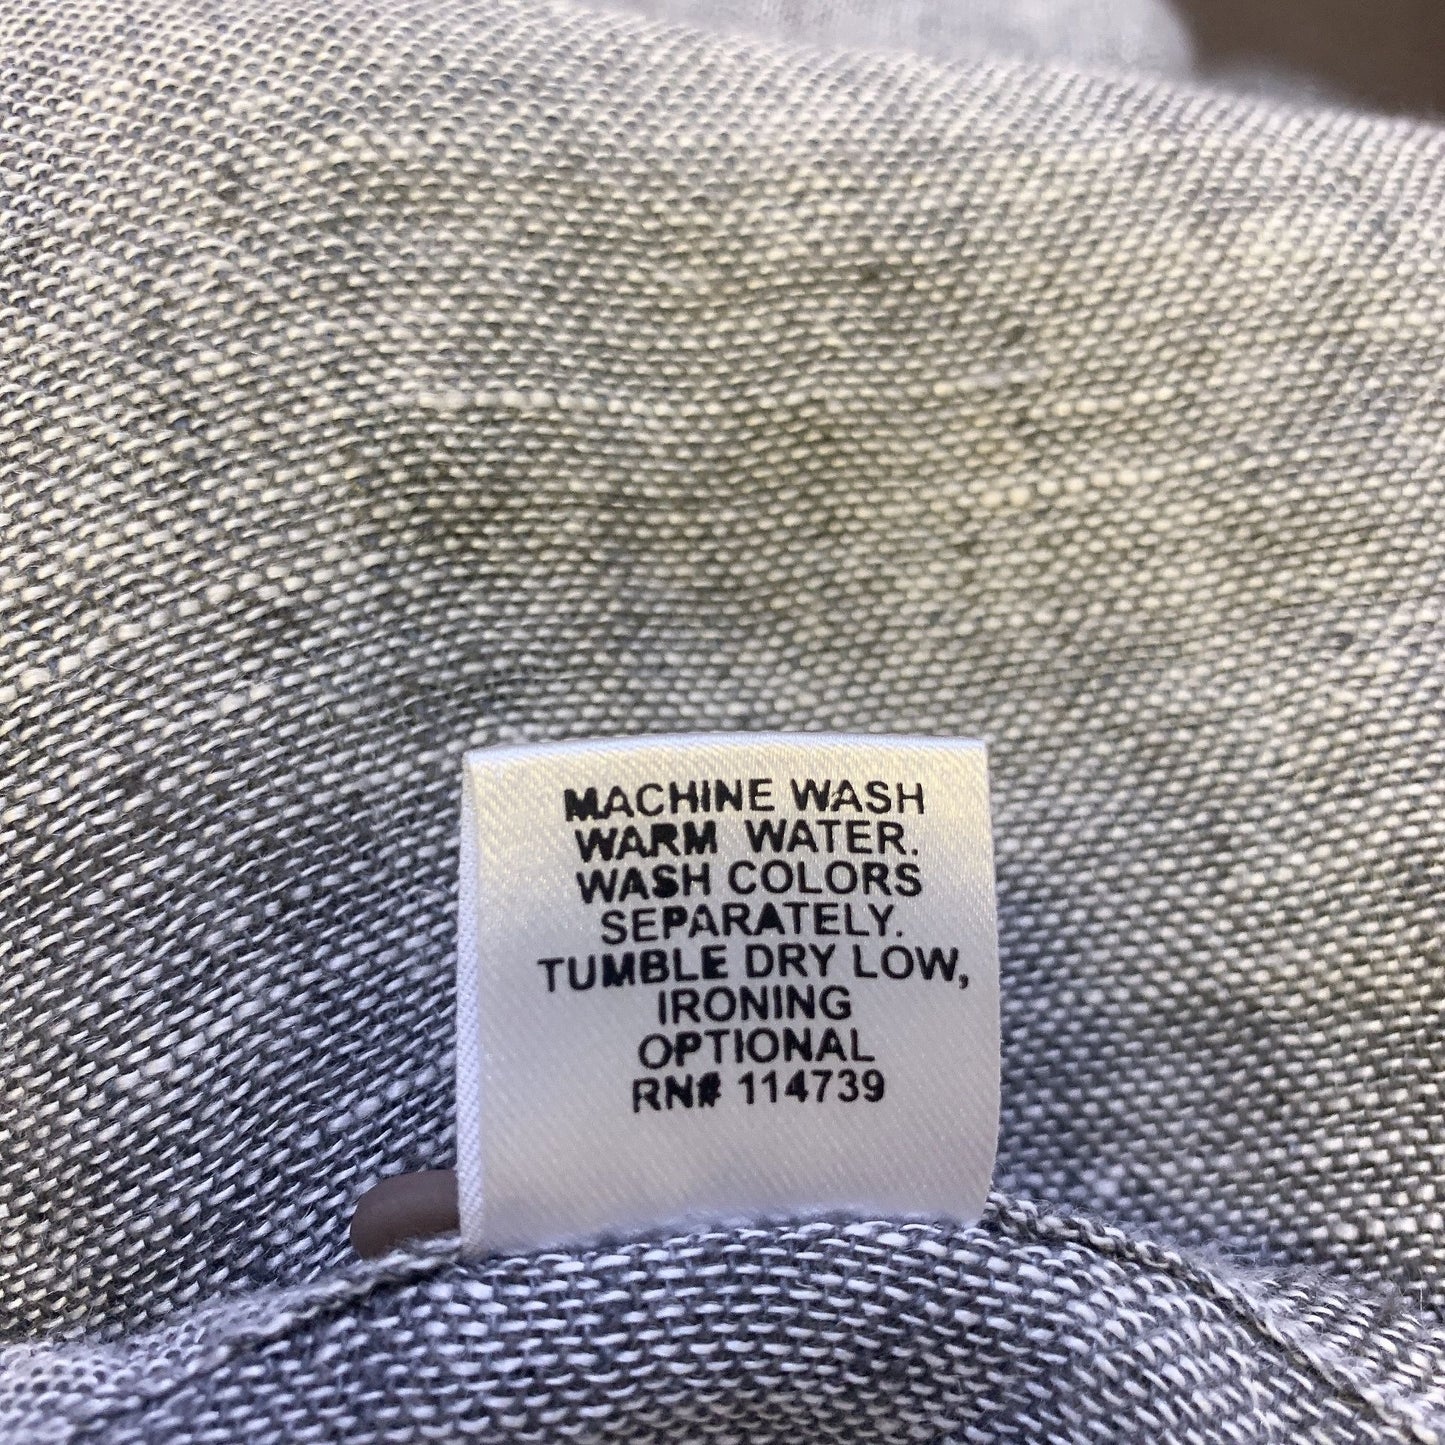 MACHINE WASH
WARM WATER.
WASH COLORS
SEPARATELY.
TUMBLE DRY LOW,
IRONING
OPTIONAL
RN# 114739